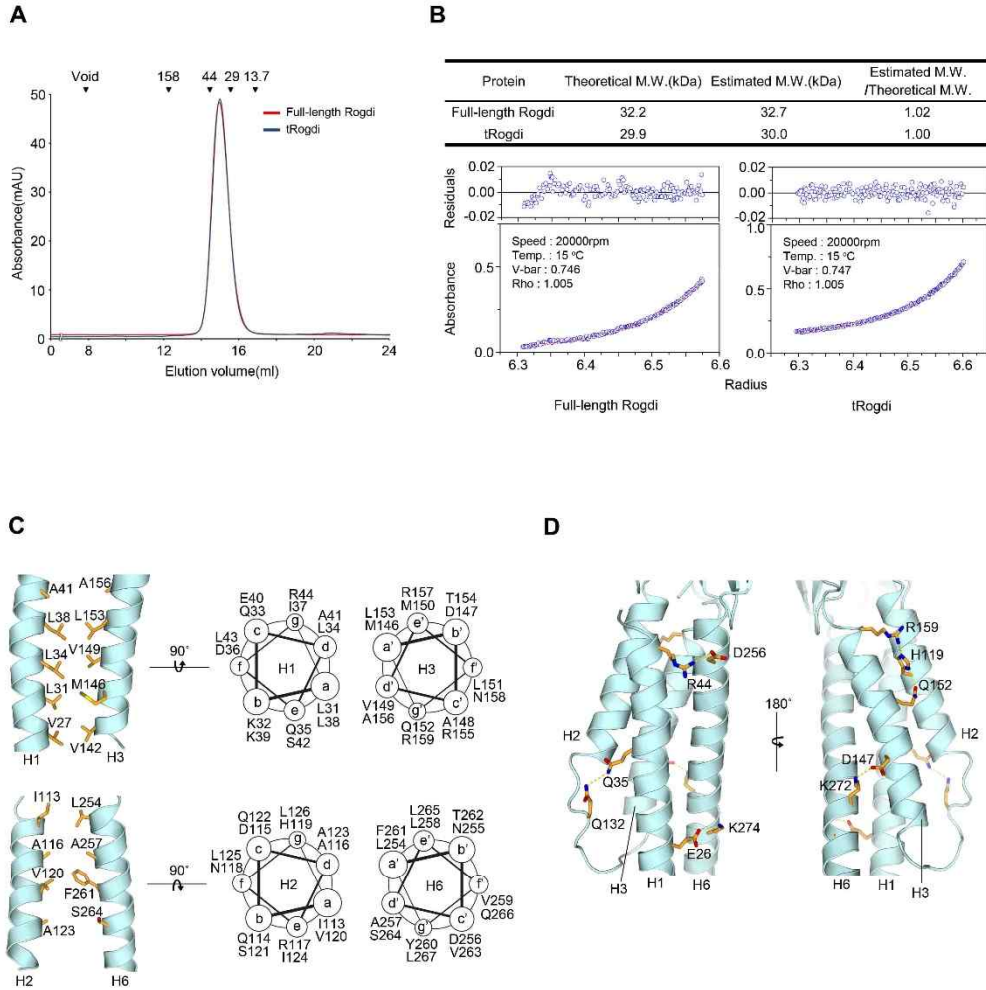 A
Void
158
44
29
13.7
50
40
30
20
10
0
Full-length Rogdi
tRogdi
Absorbance(mAU)
0
8
12
16
20
24
Elution volume(ml)
B
Protein
Theoretical M.W.(kDa)
Estimated M.W.(kDa)
Estimated M.W.
/Theoretical M.W.
Full-length Rogdi 32.2 32.7 1.02
tRogdi 29.9 30.0 1.00
Residuals
0.02
0.00
-0.02
0.02
0.00
-0.02
Absorbance
0.5
0.0
Speed : 20000rpm
Temp. : 15 °C
V-bar : 0.746
Rho : 1.005
6.3
6.4
6.5
6.6
Full-length Rogdi
1.0
0.5
0.0
Speed : 20000rpm
Temp. : 15 °C
V-bar : 0.747
Rho : 1.005
6.3
6.4
6.5
6.6
Radius
tRogdi
C
A41
A156
L38
L153
L34
V149
L31
M146
V27
V142
H1
H3
90°
E40
Q33
R44
I37
A41
L34
L43
D36
c
g
d
f
H1
b
e
a
L31
L38
K32
K39
Q35
S42
L153
M146
R157
M150
T154
D147
a'
e'
b'
H3
f'
d'
g'
c'
L151
N158
V149
A156
Q152
R159
A148
R155
I113
L254
A116
A257
V120
F261
S264
A123
H2
H6
90°
Q122
D115
L126
H119
A123
A116
L125
N118
c
g
d
f
H2
b
e
a
I113
V120
Q114
S121
R117
I124
F261
L254
L265
L258
T262
N255
a'
e'
b'
H6
f'
d'
g'
c'
V259
Q266
A257
S264
Y260
L267
D256
V263
D
D256
R44
H2
Q35
Q132
K274
E26
H3
H1
H6
180°
R159
H119
Q152
H2
D147
K272
H6
H1
H3